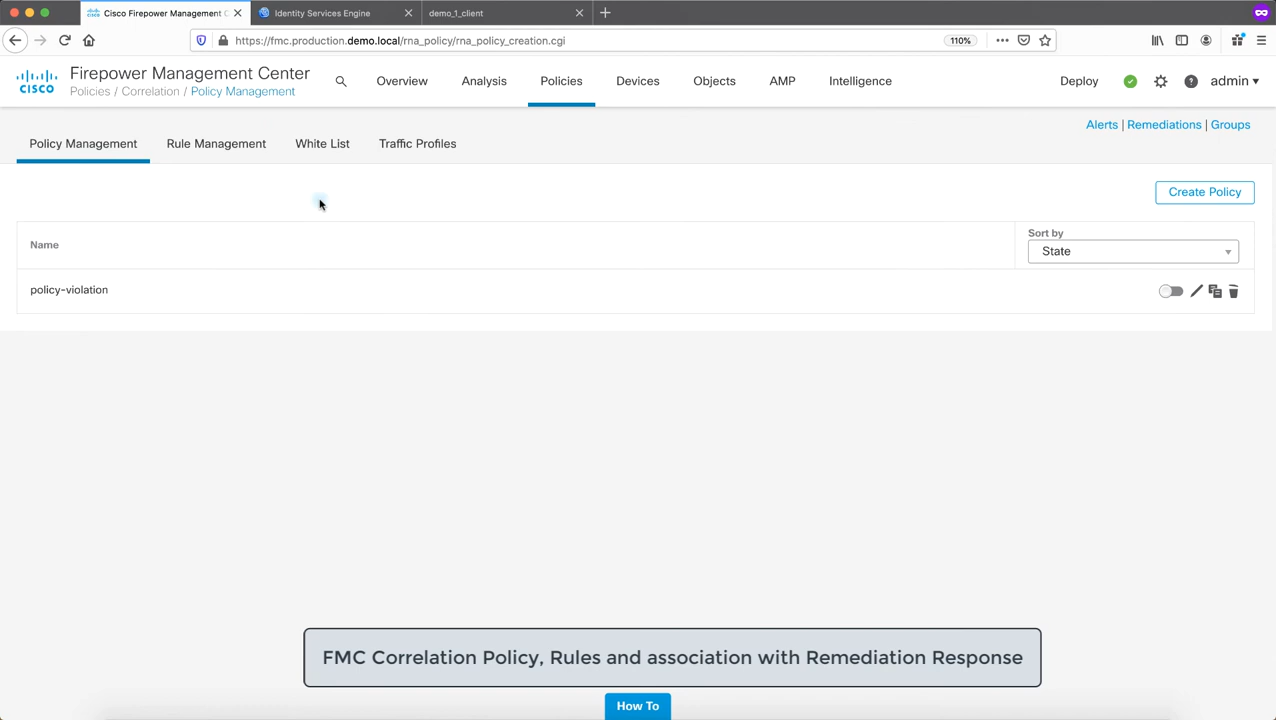 Cisco Firepower Management C
Identity Services Engine
demo_1_client
https://fmc.production.demo.local/rna_policy/rna_policy_creation.cgi
110%
cisco
Firepower Management Center
Policies / Correlation / Policy Management
Overview
Analysis
Policies
Devices
Objects
AMP
Intelligence
Deploy
admin
Alerts | Remediations | Groups
Policy Management
Rule Management
White List
Traffic Profiles
Create Policy
Name
Sort by
State
policy-violation
FMC Correlation Policy, Rules and association with Remediation Response
How To